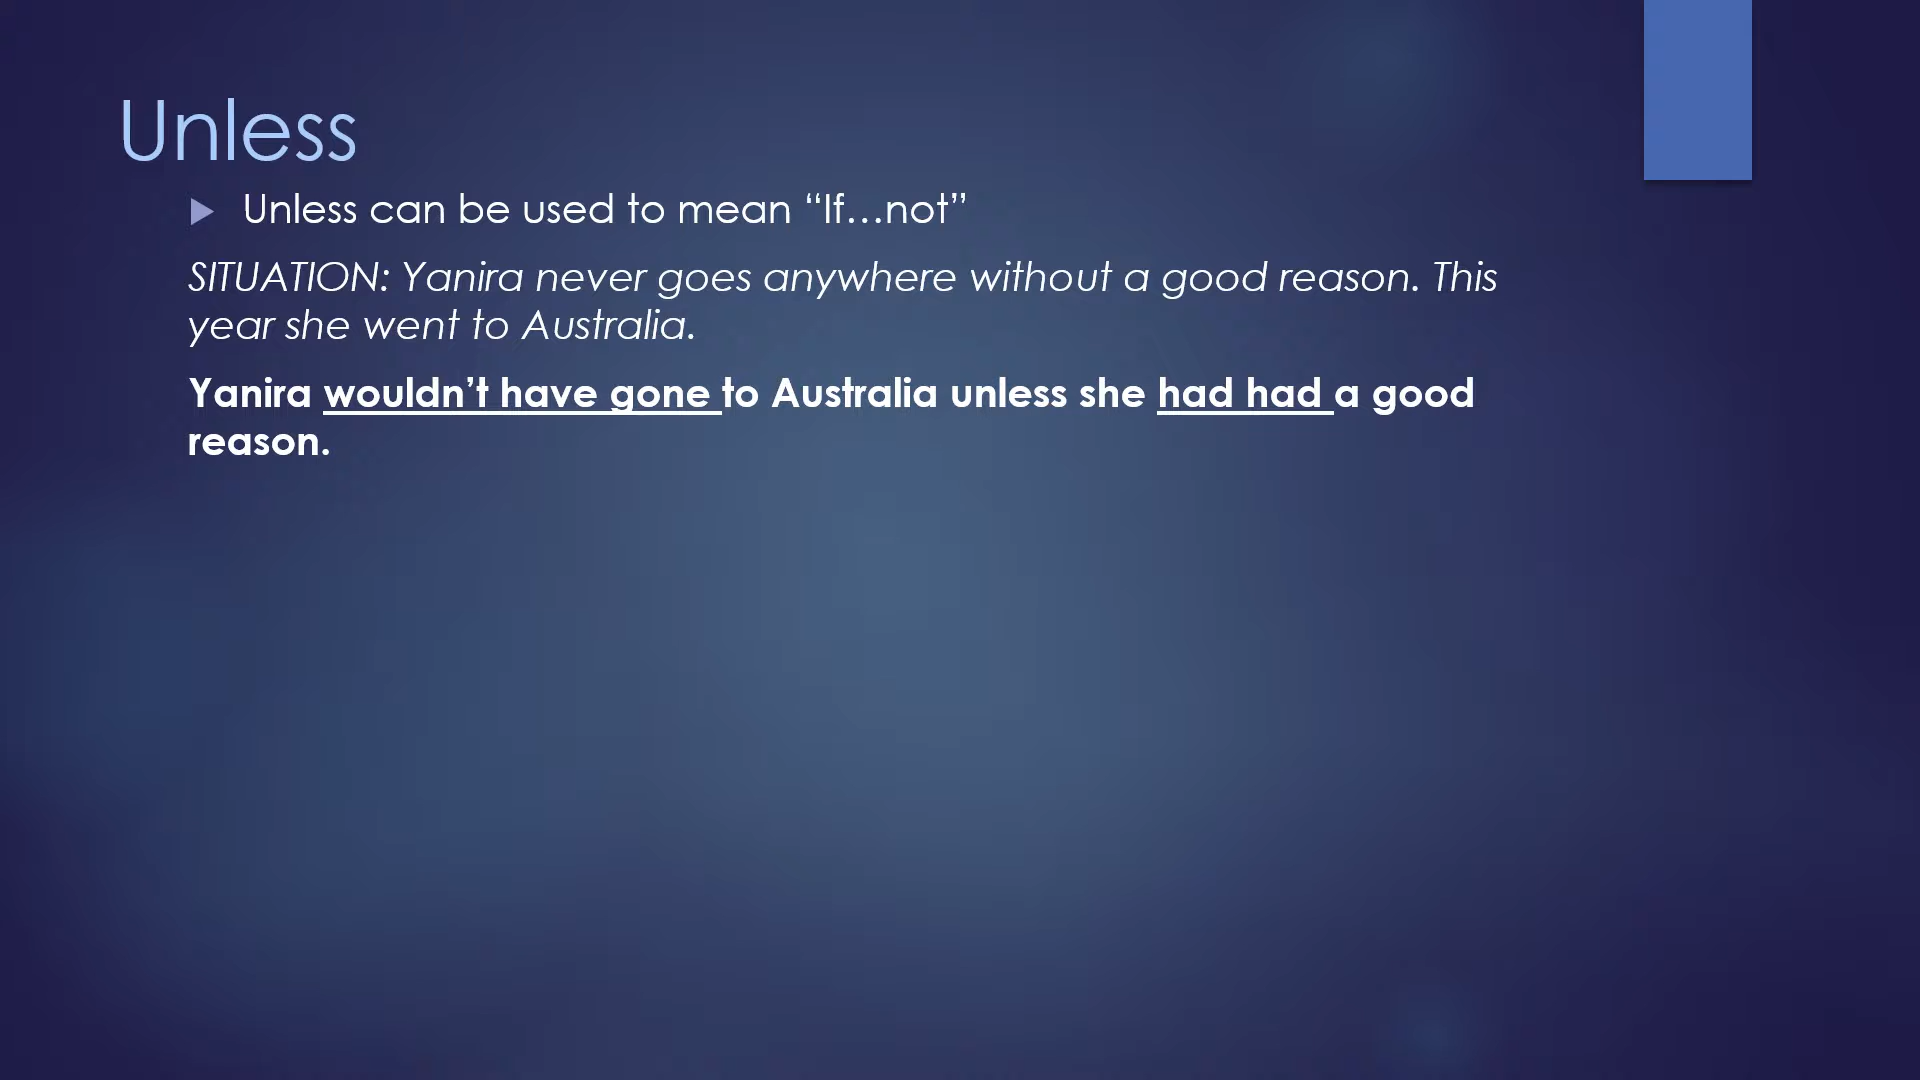 Unless
Unless can be used to mean “If…not”
SITUATION: Yanira never goes anywhere without a good reason. This
year she went to Australia.
Yanira wouldn’t have gone to Australia unless she had had a good
reason.